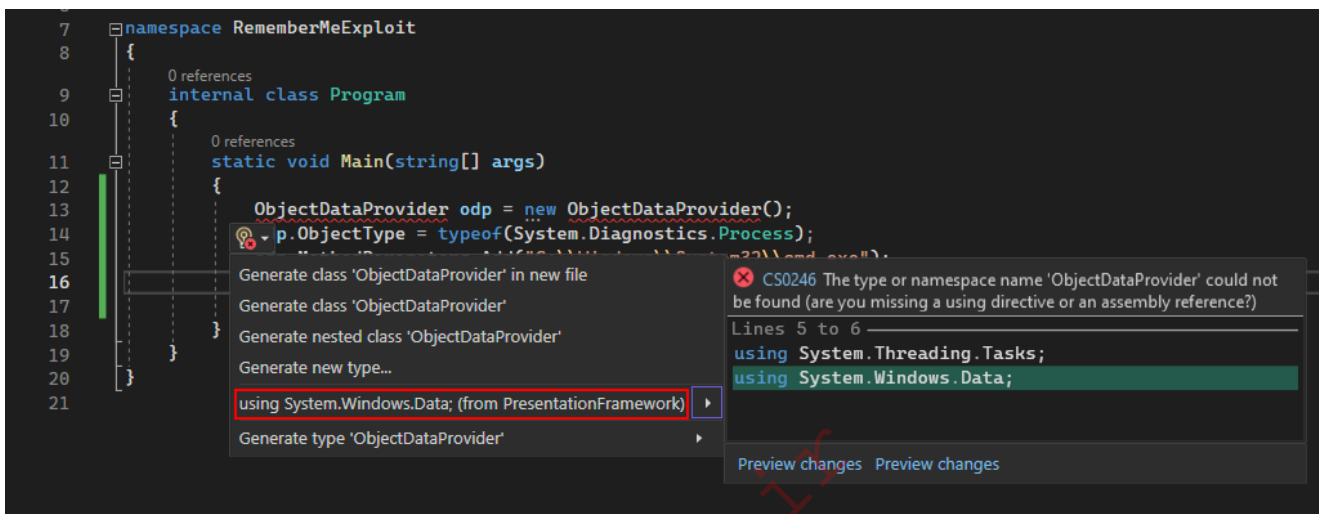 7 namespace RememberMeExploit
8 {
0 references
9 internal class Program
10 {
0 references
11 static void Main(string[] args)
12 {
13 ObjectDataProvider odp = new ObjectDataProvider();
14 p.ObjectType = typeof(System.Diagnostics.Process);
15
16
17
18 }
19 }
20 }
21
Generate class 'ObjectDataProvider' in new file
Generate class 'ObjectDataProvider'
Generate nested class 'ObjectDataProvider'
Generate new type...
using System.Windows.Data; (from PresentationFramework)
Generate type 'ObjectDataProvider'
CS0246 The type or namespace name 'ObjectDataProvider' could not
be found (are you missing a using directive or an assembly reference?)
Lines 5 to 6
using System.Threading.Tasks;
using System.Windows.Data;
Preview changes Preview changes